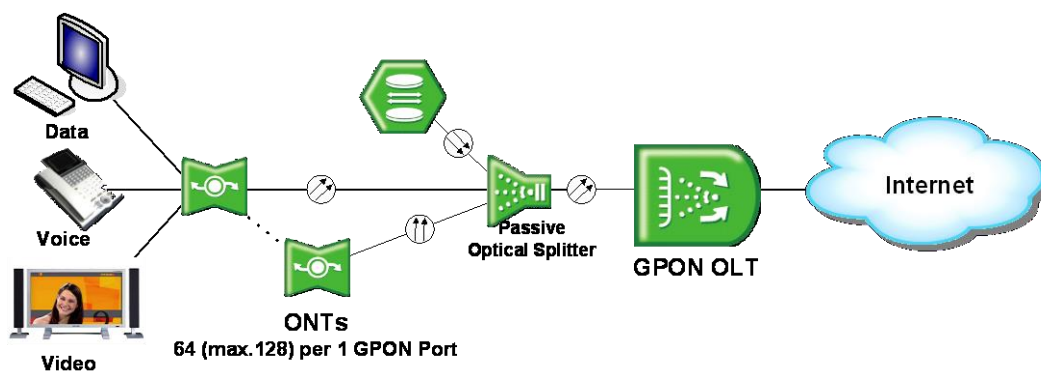 Data
Voice
Video
ONTs
64 (max.128) per 1 GPON Port
Passive
Optical Splitter
GPON OLT
Internet